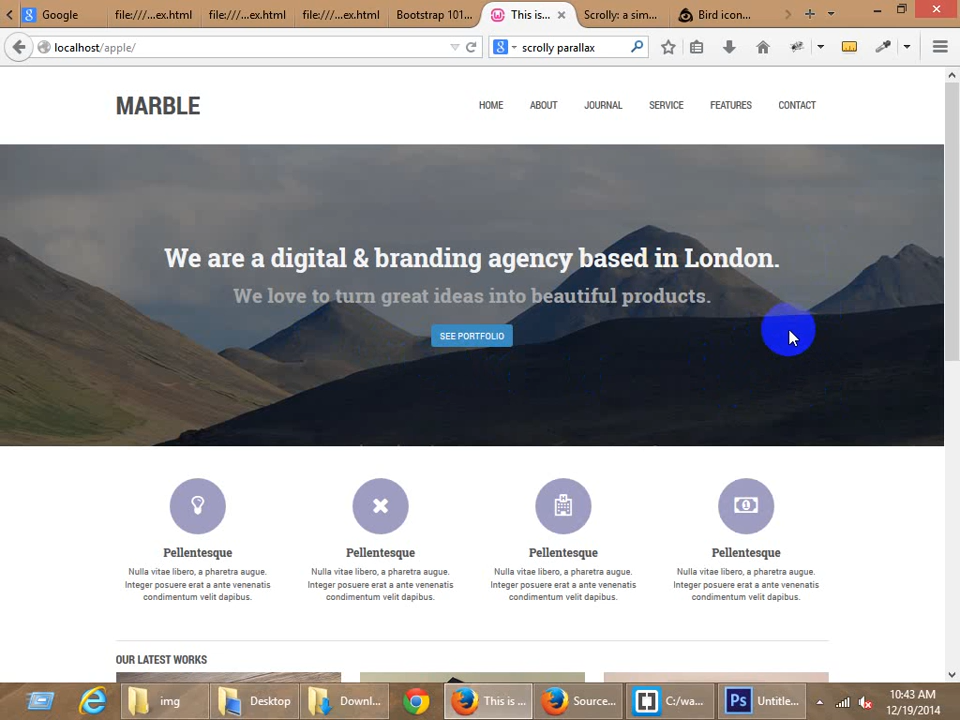 Google
file:///...ex.html
file:///...ex.html
file:///...ex.html
Bootstrap 101...
This is...
Scrolly: a sim...
Bird icon...
localhost/apple/
scrolly parallax
MARBLE
HOME
ABOUT
JOURNAL
SERVICE
FEATURES
CONTACT
We are a digital & branding agency based in London.
We love to turn great ideas into beautiful products.
SEE PORTFOLIO
Pellentesque
Nulla vitae libero, a pharetra augue.
Integer posuere erat a ante venenatis
condimentum velit dapibus.
Pellentesque
Nulla vitae libero, a pharetra augue.
Integer posuere erat a ante venenatis
condimentum velit dapibus.
Pellentesque
Nulla vitae libero, a pharetra augue.
Integer posuere erat a ante venenatis
condimentum velit dapibus.
Pellentesque
Nulla vitae libero, a pharetra augue.
Integer posuere erat a ante venenatis
condimentum velit dapibus.
OUR LATEST WORKS
img
Desktop
Downl...
This is ...
Source...
C:/wa...
Ps
Untitle...
10:43 AM
12/19/2014